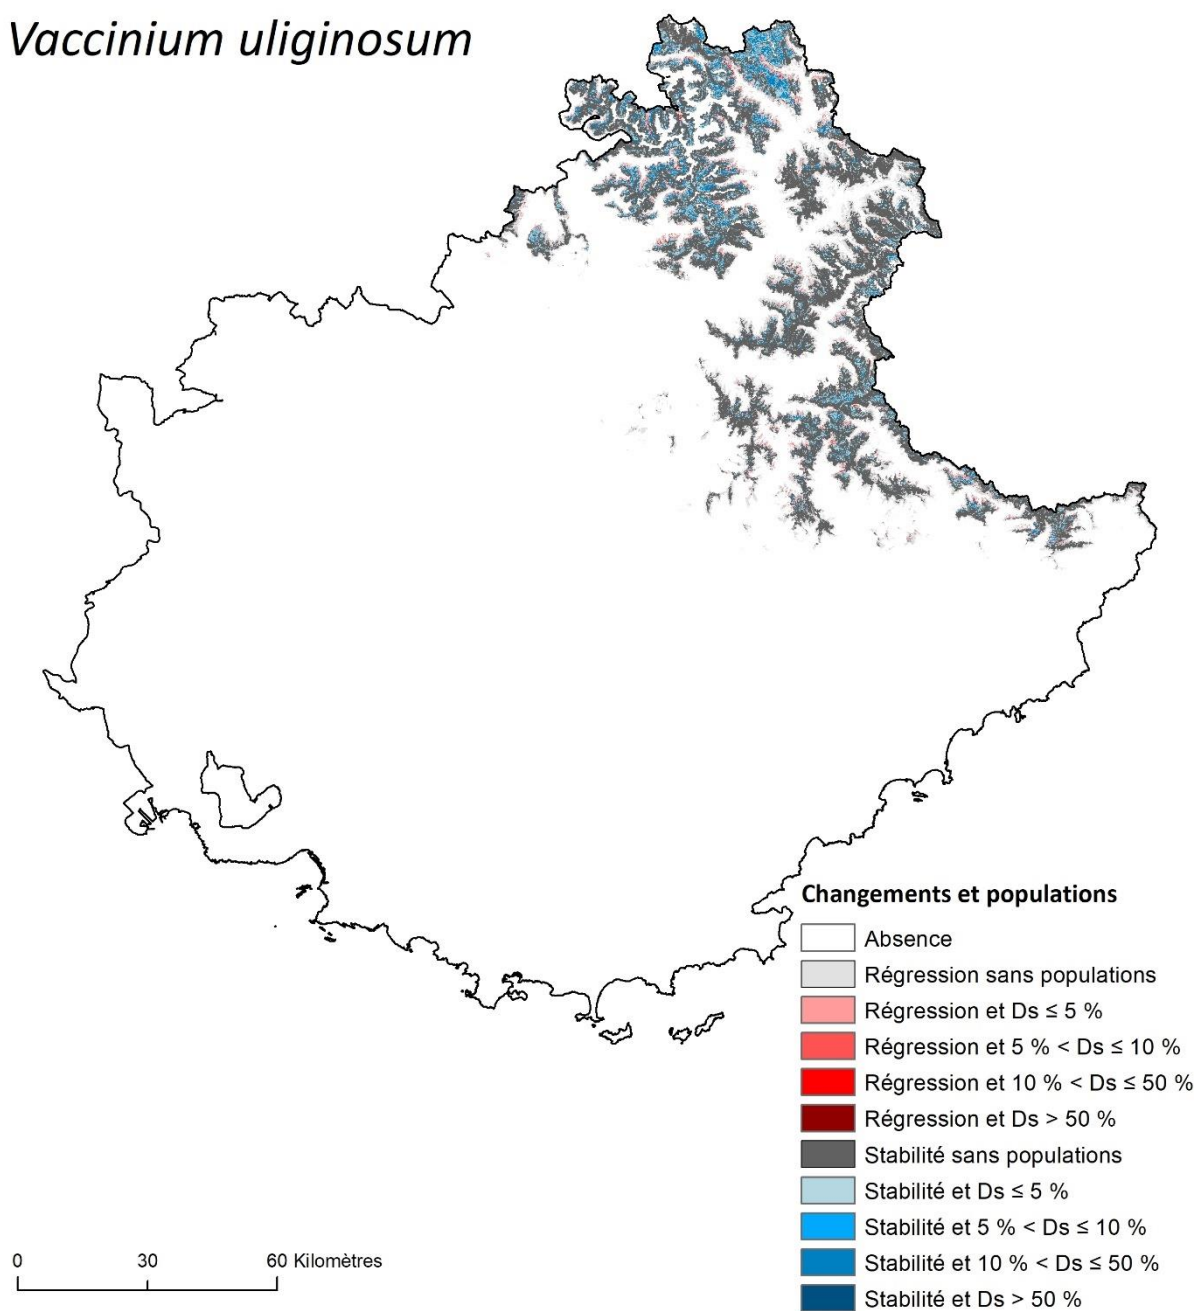 Vaccinium uliginosum
Changements et populations
Absence
Régression sans populations
Régression et Ds ≤ 5 %
Régression et 5 % < Ds ≤ 10 %
Régression et 10 % < Ds ≤ 50 %
Régression et Ds > 50 %
Stabilité sans populations
Stabilité et Ds ≤ 5 %
Stabilité et 5 % < Ds ≤ 10 %
Stabilité et 10 % < Ds ≤ 50 %
Stabilité et Ds > 50 %
0 30 60 Kilomètres